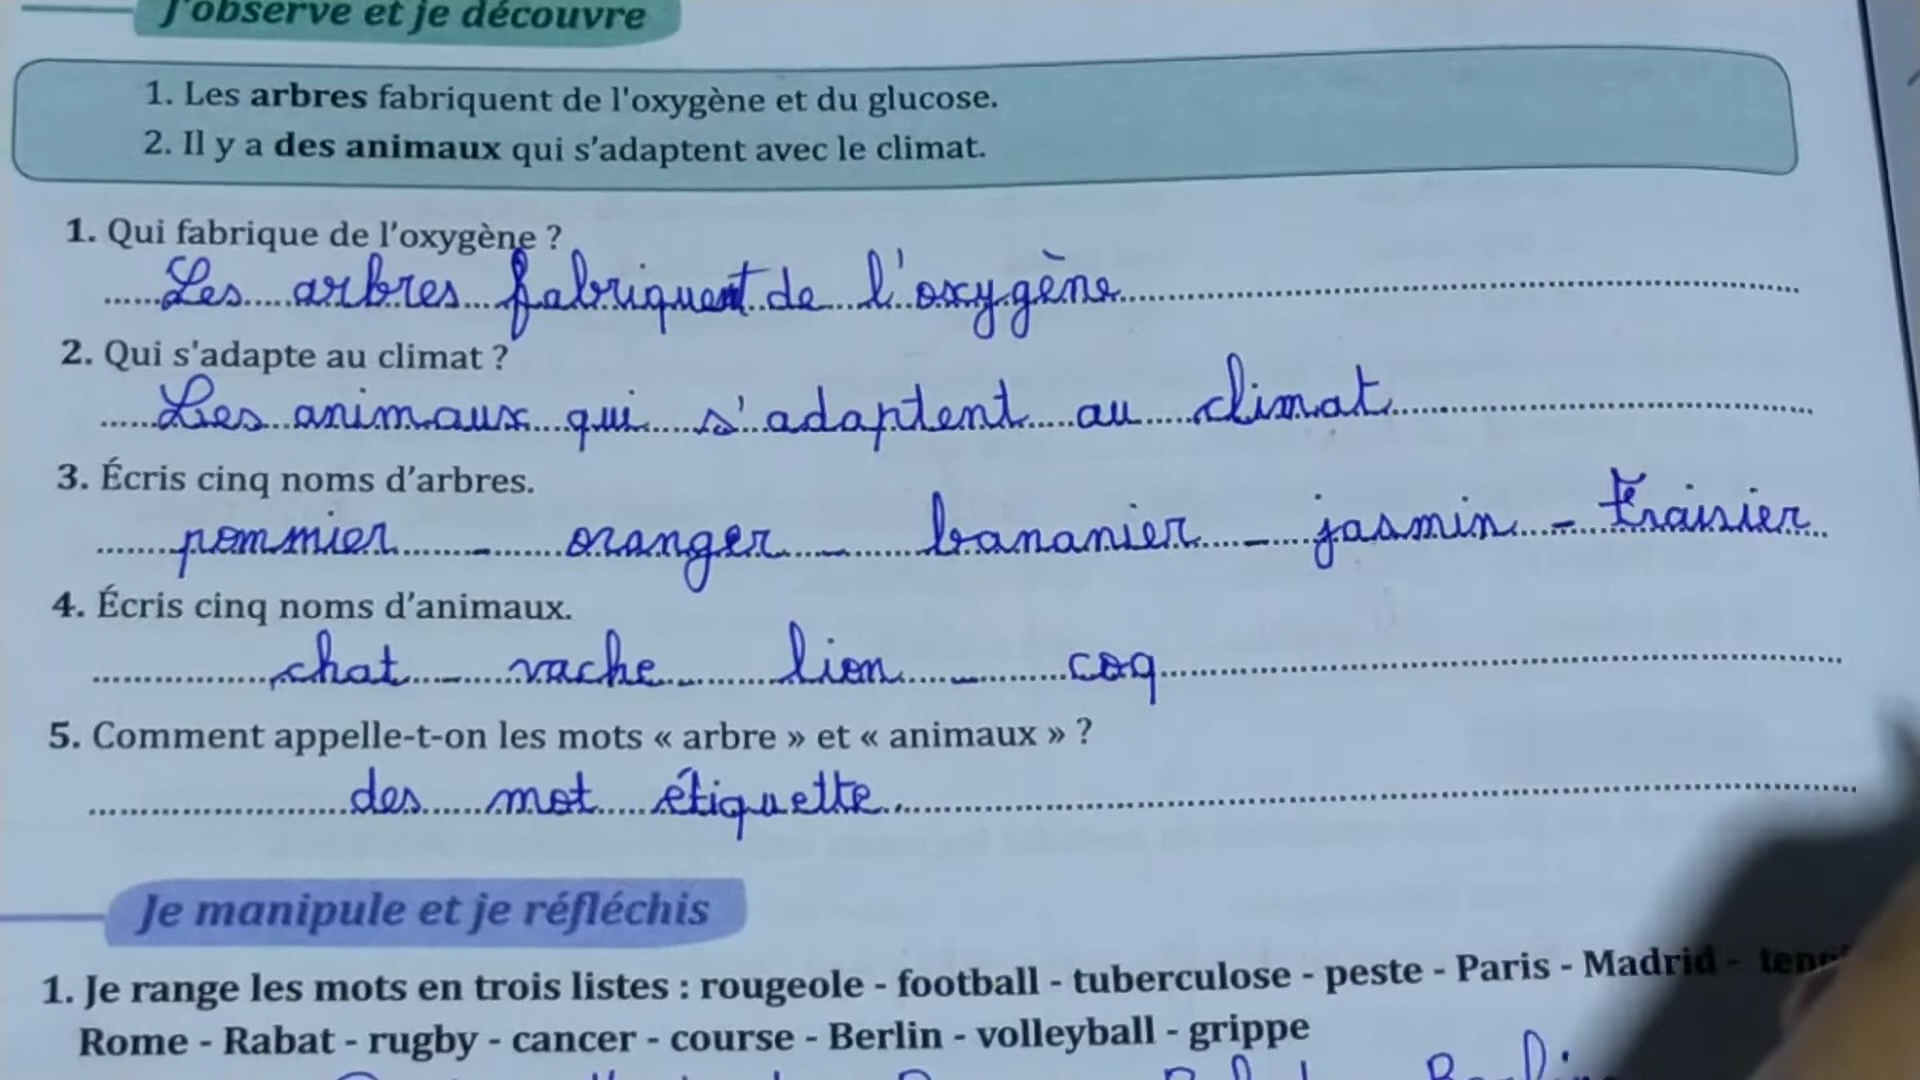 J'observe et je découvre
1. Les arbres fabriquent de l'oxygène et du glucose.
2. Il y a des animaux qui s'adaptent avec le climat.
1. Qui fabrique de l'oxygène ?
Les arbres fabriquent de l'oxygène
2. Qui s'adapte au climat ?
Les animaux qui s'adaptent au climat
3. Écris cinq noms d'arbres.
pommier - oranger - bananier - jasmin -
4. Écris cinq noms d'animaux.
chat - vache - lion - coq
5. Comment appelle-t-on les mots « arbre » et « animaux » ?
des mot étiquette.
Je manipule et je réfléchis
1. Je range les mots en trois listes : rougeole - football - tuberculose - peste - Paris - Madrid -
Rome - Rabat - rugby - cancer - course - Berlin - volleyball - grippe